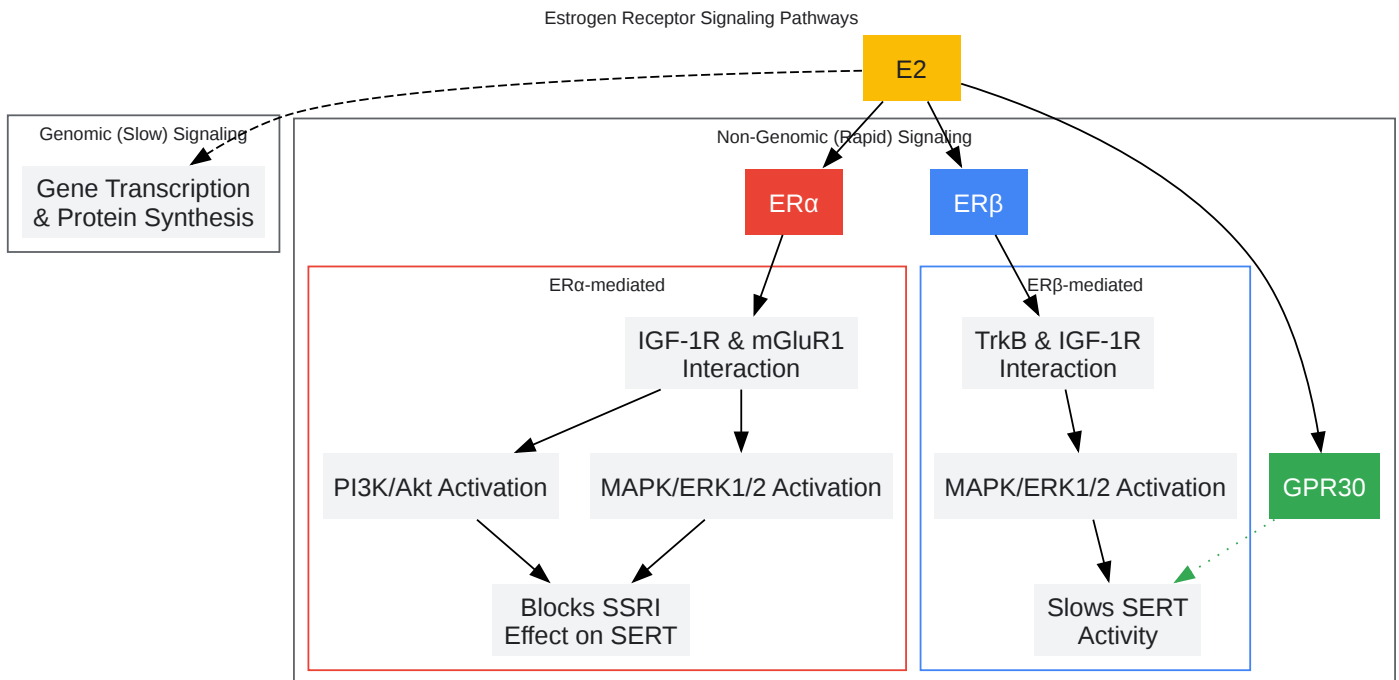 Estrogen Receptor Signaling Pathways
E2
Genomic (Slow) Signaling
Gene Transcription
& Protein Synthesis
Non-Genomic (Rapid) Signaling
ERα
ERβ
ERα-mediated
IGF-1R & mGluR1
Interaction
PI3K/Akt Activation
MAPK/ERK1/2 Activation
Blocks SSRI
Effect on SERT
ERβ-mediated
TrkB & IGF-1R
Interaction
MAPK/ERK1/2 Activation
Slows SERT
Activity
GPR30